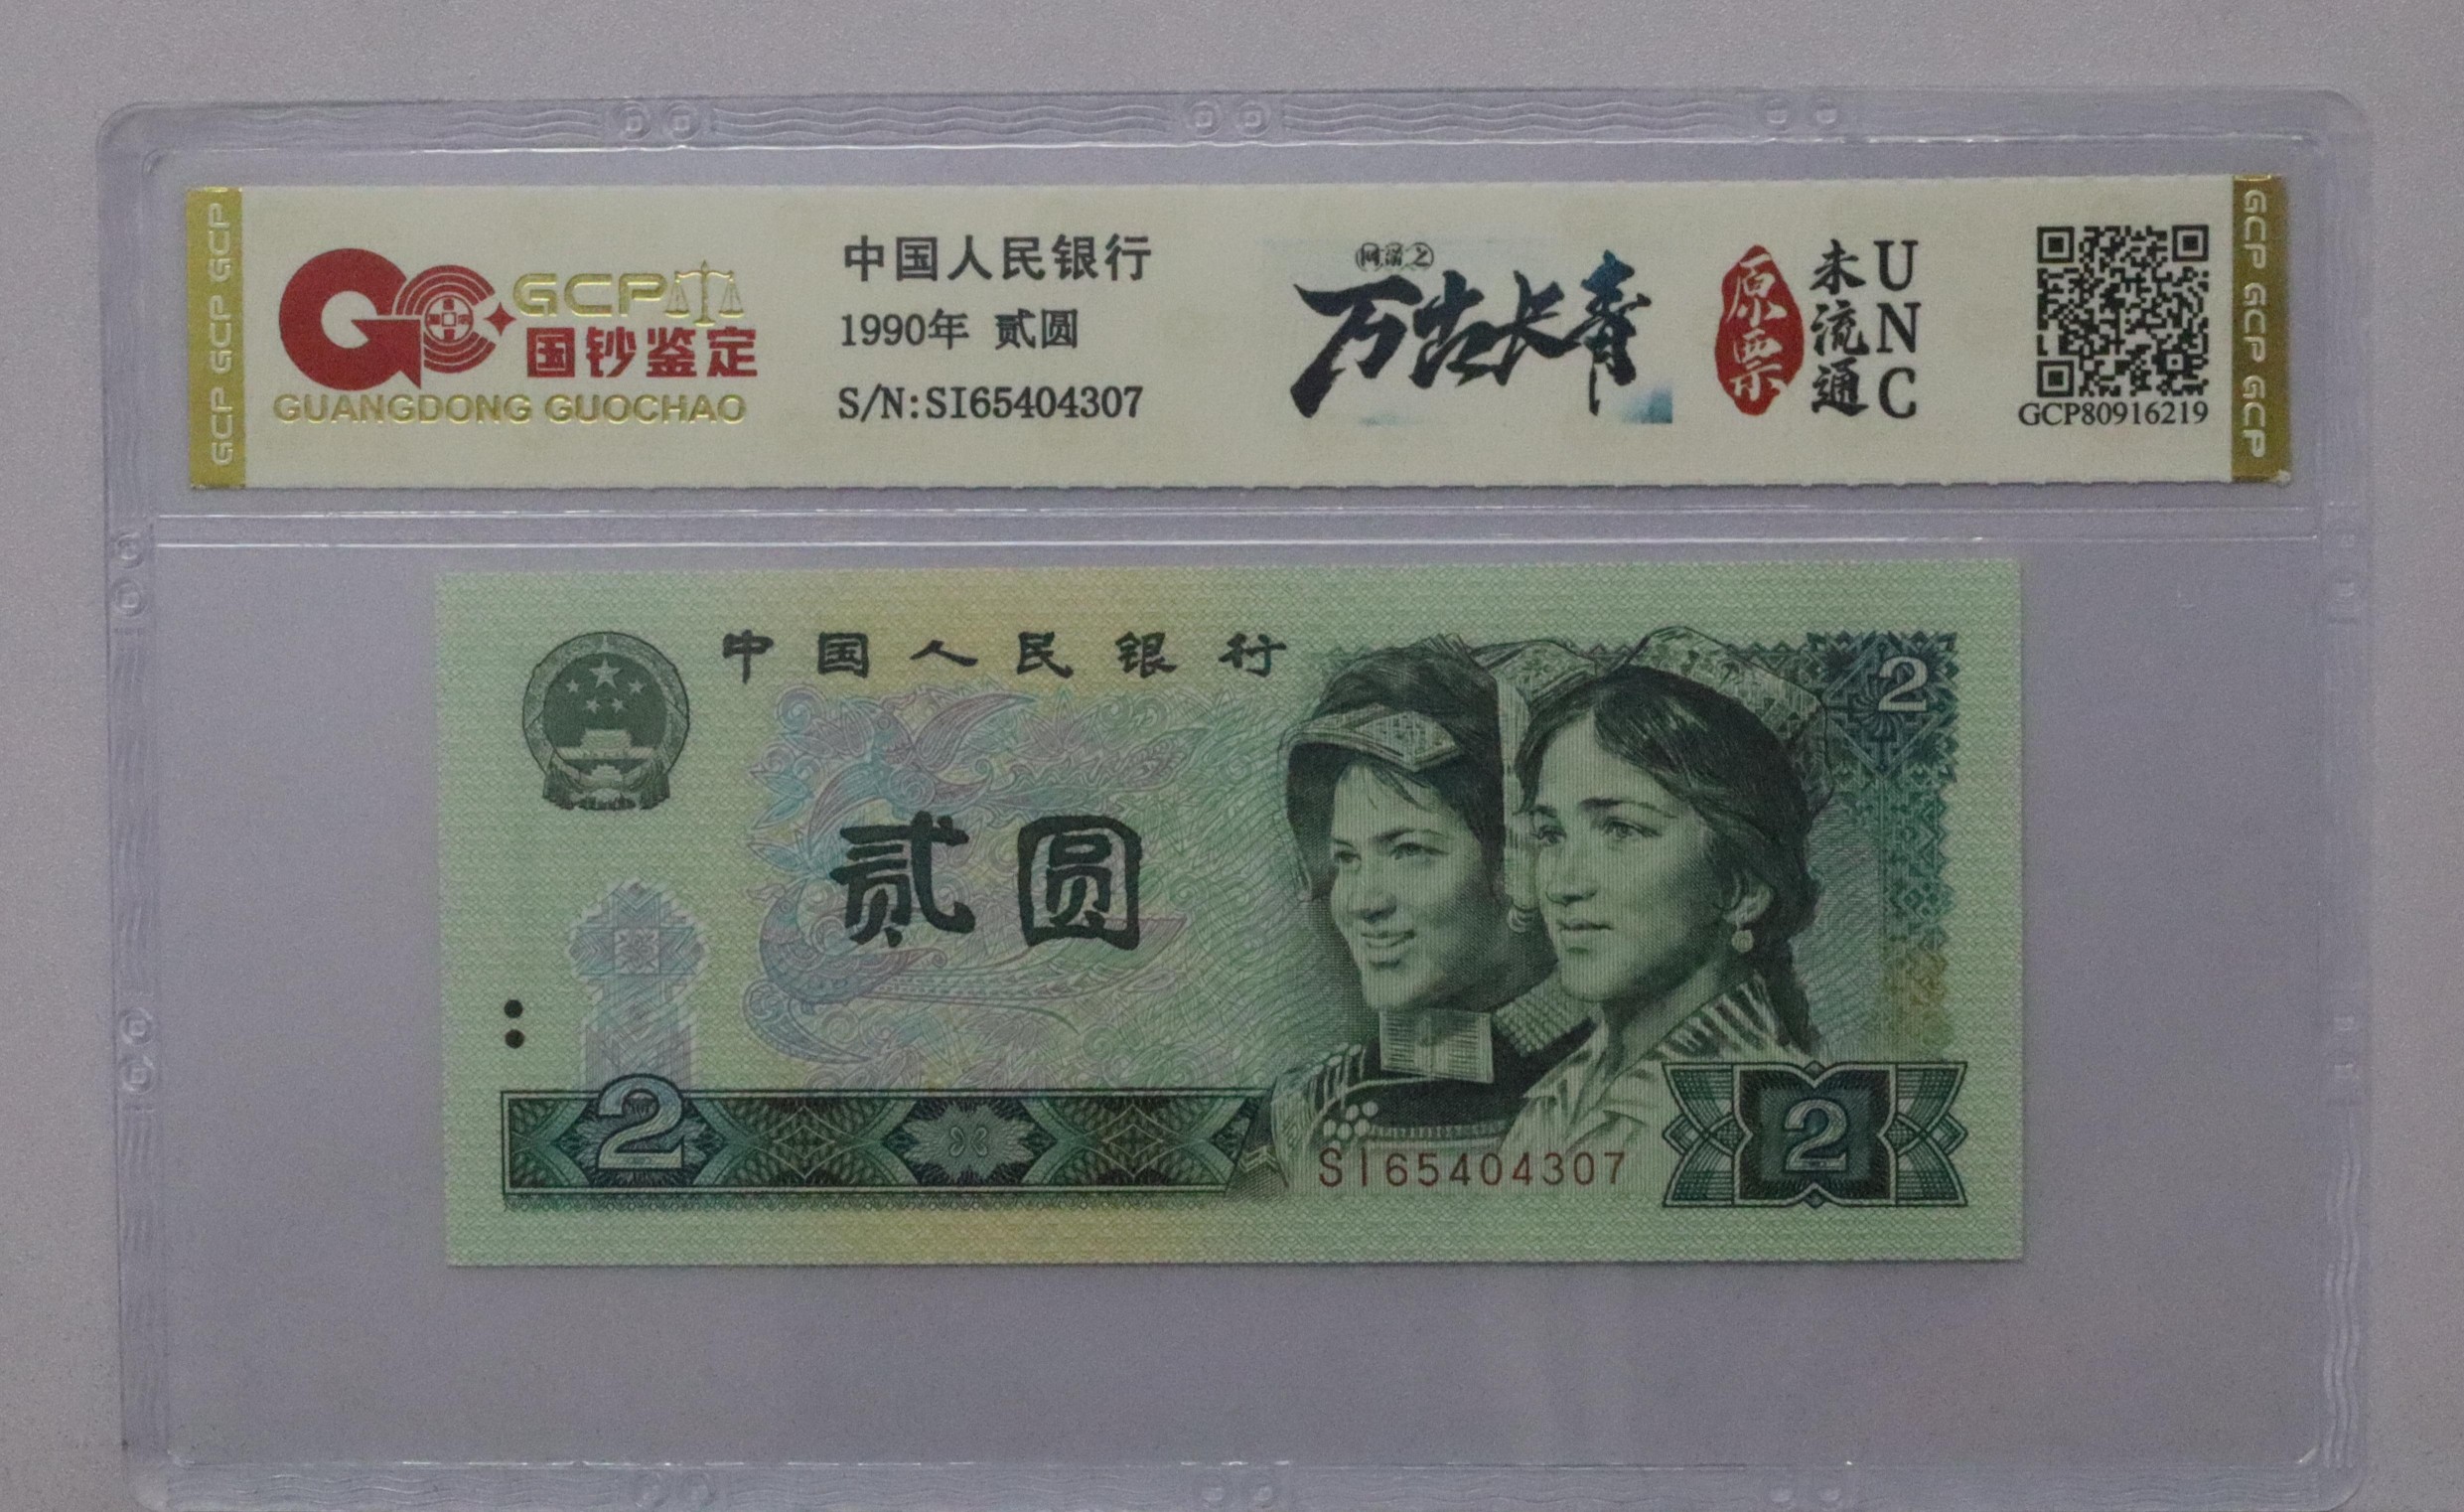 GCP GCP GCP
GCP
国钞鉴定
GUANGDONG GUOCHAO
中国人民银行
1990年 贰圆
S/N:SI65404307
万古长青
原票
未流通
UNC
GCP80916219
GCP GCP GCP
中国人民银行
2
贰圆
2
SI65404307
2